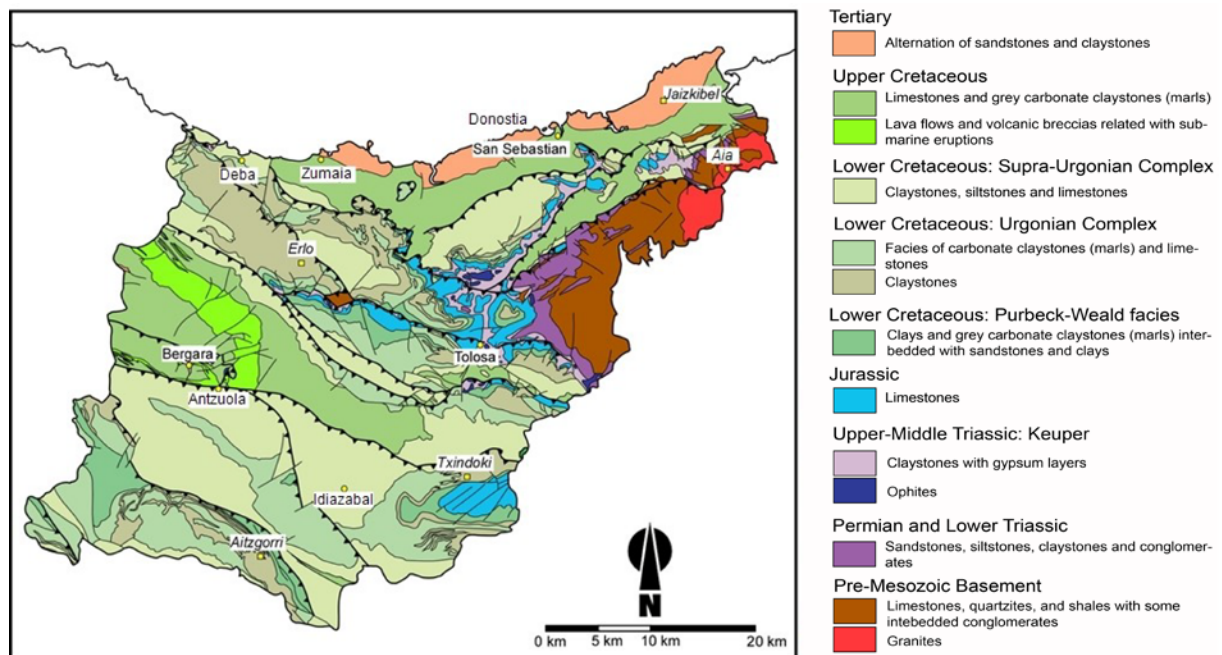 Jaizkibel
Donostia
San Sebastian
Aia
Deba
Zumaia
Erlo
Bergara
Tolosa
Antzuola
Txindoki
Idiazabal
Aitzgorri
N
0 km 5 km 10 km 20 km
Tertiary
Alternation of sandstones and claystones
Upper Cretaceous
Limestones and grey carbonate claystones (marls)
Lava flows and volcanic breccias related with sub-
marine eruptions
Lower Cretaceous: Supra-Urgonian Complex
Claystones, siltstones and limestones
Lower Cretaceous: Urgonian Complex
Facies of carbonate claystones (marls) and lime-
stones
Claystones
Lower Cretaceous: Purbeck-Weald facies
Clays and grey carbonate claystones (marls) inter-
bedded with sandstones and clays
Jurassic
Limestones
Upper-Middle Triassic: Keuper
Claystones with gypsum layers
Ophites
Permian and Lower Triassic
Sandstones, siltstones, claystones and conglomer-
ates
Pre-Mesozoic Basement
Limestones, quartzites, and shales with some
intebedded conglomerates
Granites